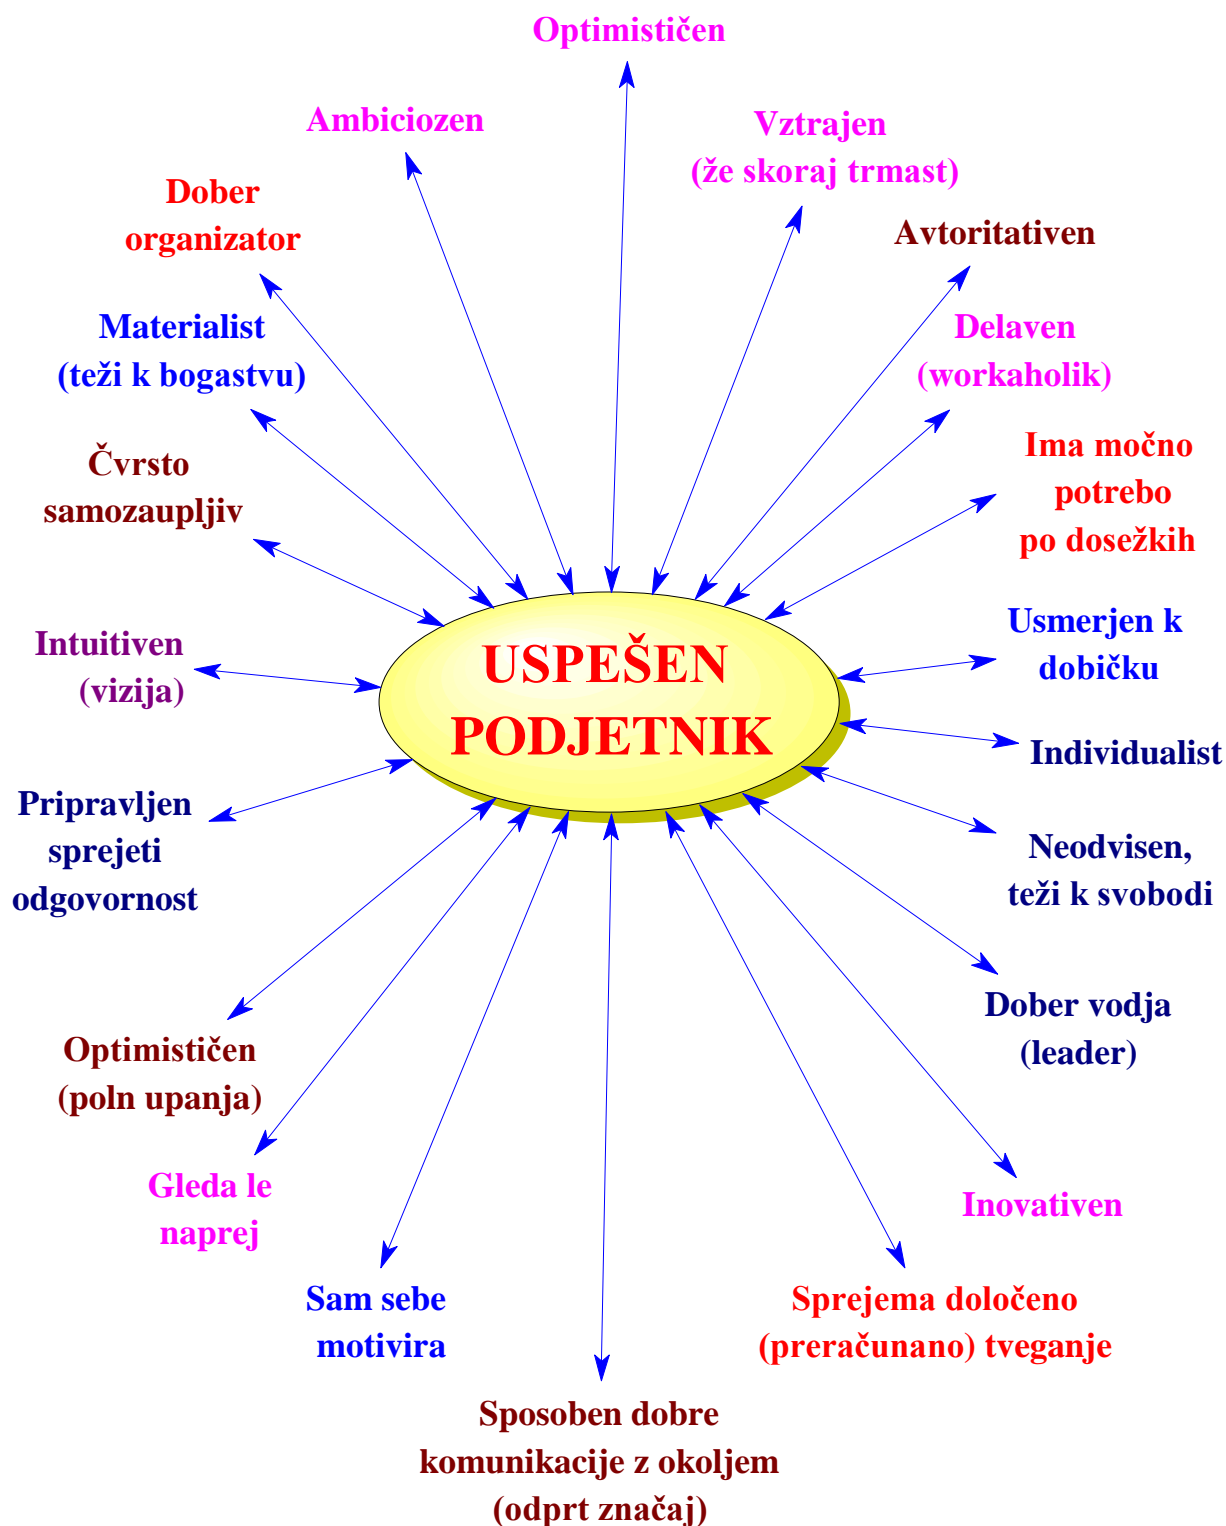 Optimističen
Ambiciozen
Vztrajen
(že skoraj trmast)
Dober
organizator
Avtoritativen
Materialist
(teži k bogastvu)
Delaven
(workaholik)
Čvrsto
samozaupljiv
Ima močno
potrebo
po dosežkih
Intuitiven
(vizija)
USPEŠEN
PODJETNIK
Usmerjen k
dobičku
Individualist
Pripravljen
sprejeti
odgovornost
Neodvisen,
teži k svobodi
Optimističen
(poln upanja)
Dober vodja
(leader)
Gleda le
naprej
Inovativen
Sam sebe
motivira
Sprejema določeno
(preračunano) tveganje
Sposoben dobre
komunikacije z okoljem
(odprt značaj)